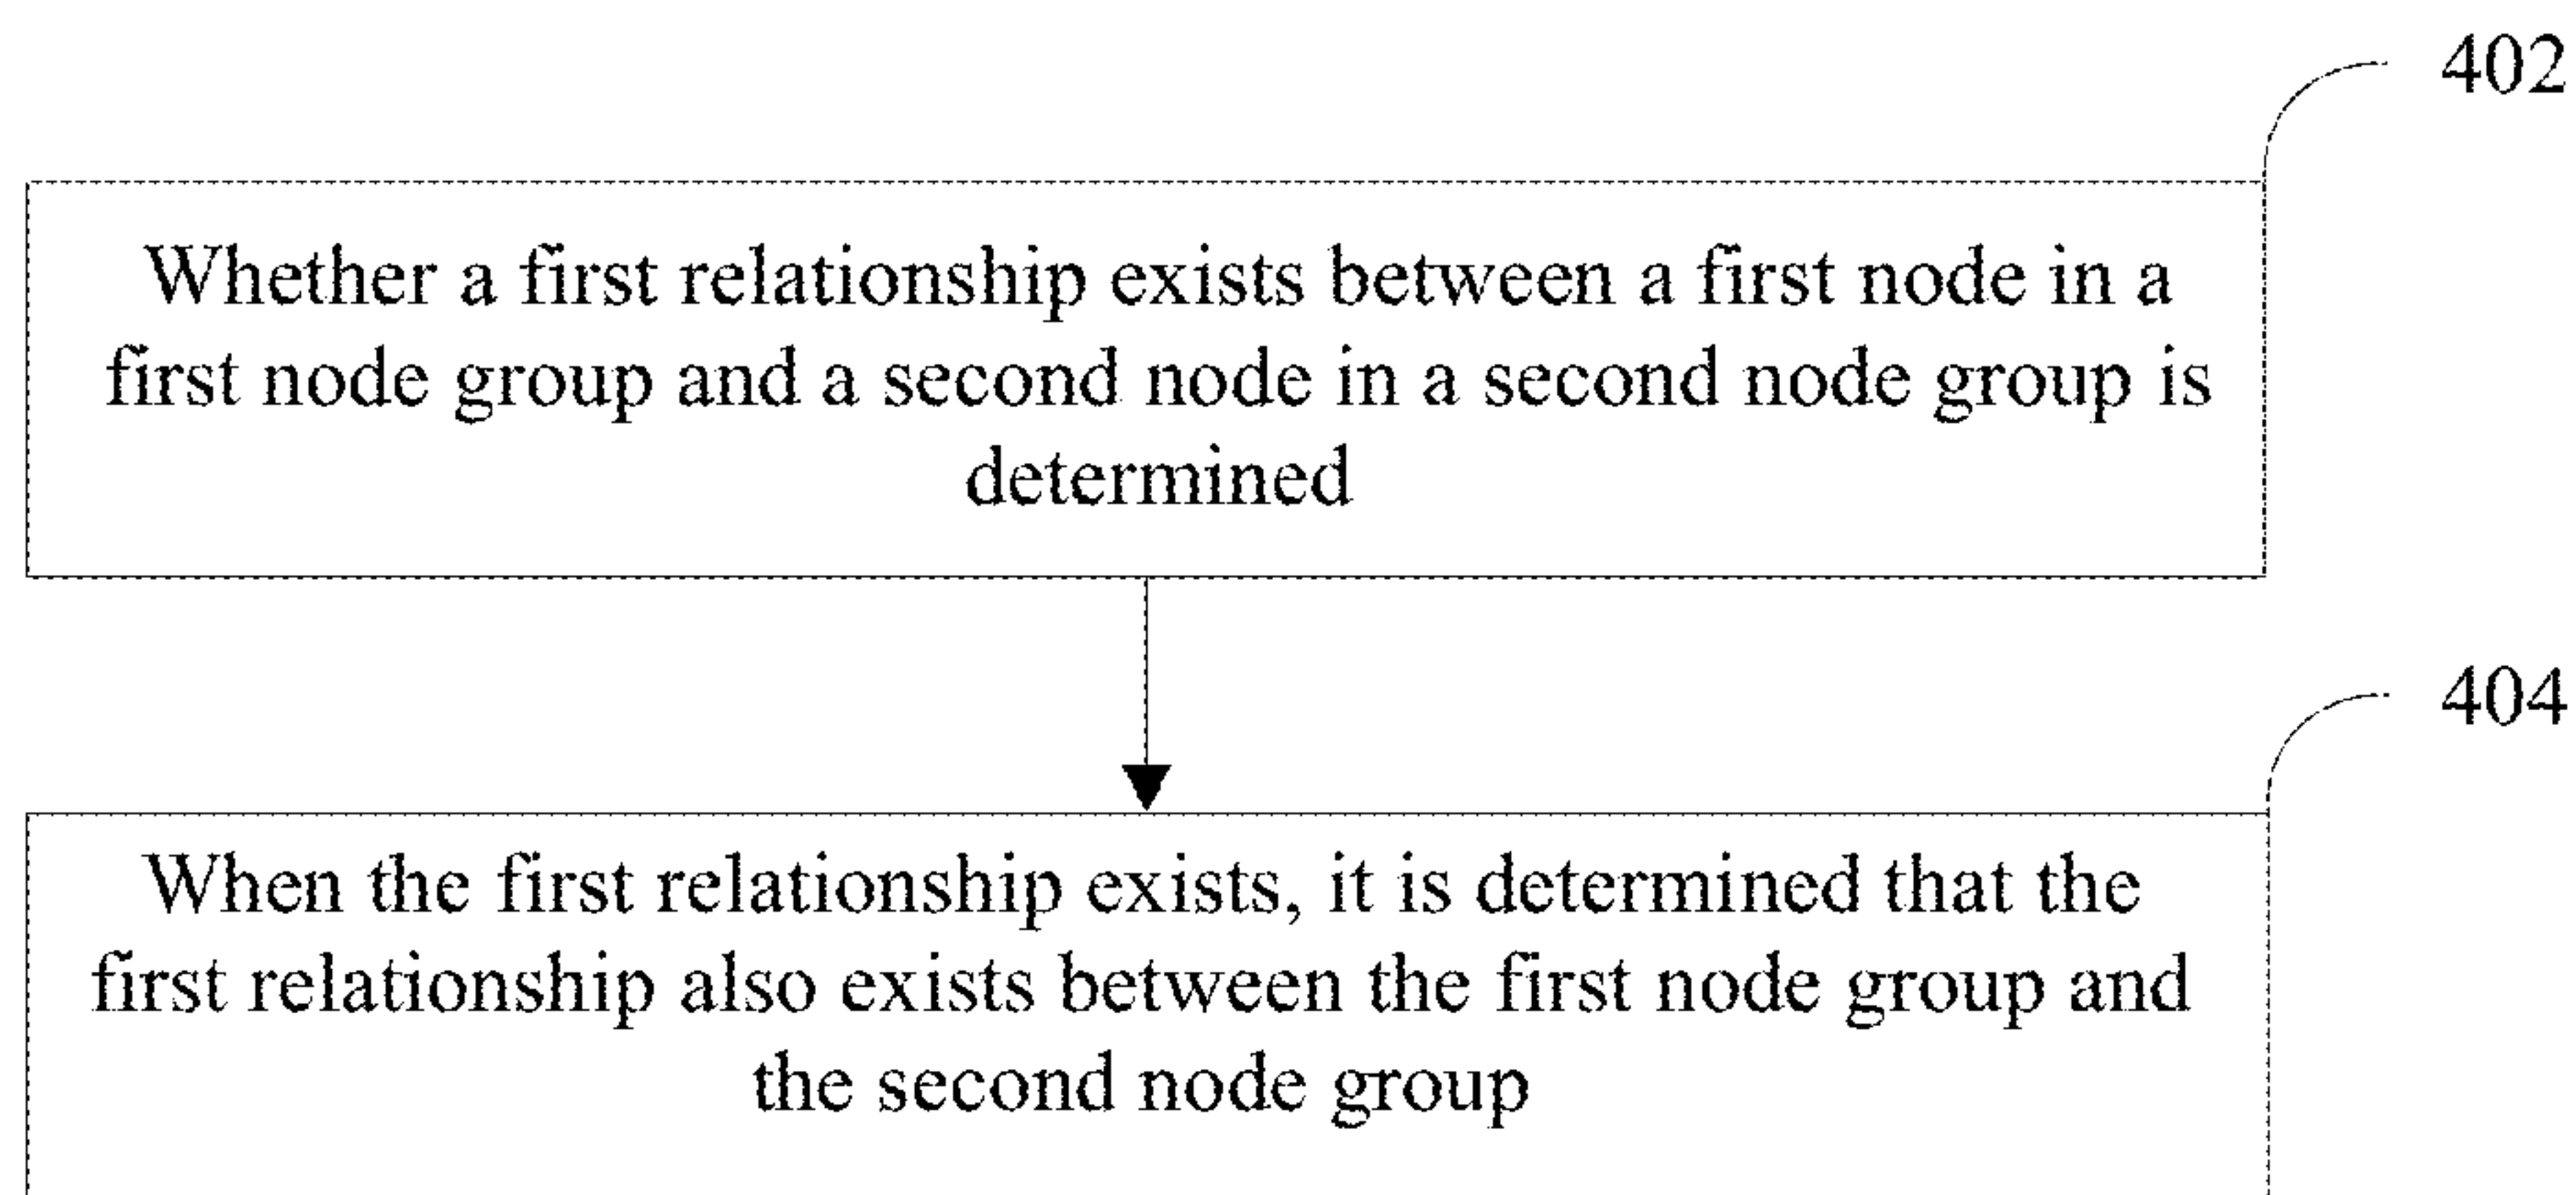 402
Whether a first relationship exists between a first node in a
first node group and a second node in a second node group is
determined
404
When the first relationship exists, it is determined that the
first relationship also exists between the first node group and
the second node group